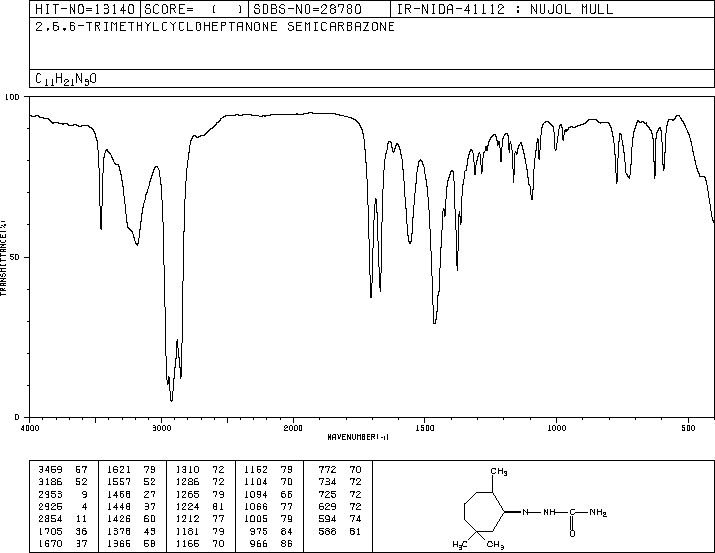 HIT-NO=13140 SCORE= ( ) SDBS-NO=28780 IR-NIDA-41112 : NUJOL MULL
2,6,6-TRIMETHYLCYCLOHEPTANONE SEMICARBAZONE
C11H21N3O
100
TRANSMITTANCE(%)
50
0
4000 3000 2000 1500 1000 500
WAVENUMBER(-1)
3469 67 1621 79 1310 72 1162 79 772 70
3186 52 1557 52 1286 72 1104 70 734 72
2953 9 1468 27 1265 79 1094 66 725 72
2925 4 1448 37 1224 81 1066 77 629 72
2854 11 1426 60 1212 77 1005 79 594 74
1705 36 1378 43 1181 79 975 84 588 81
1670 37 1366 58 1165 70 966 86
CH3
N NH C NH2
O
H3C CH3